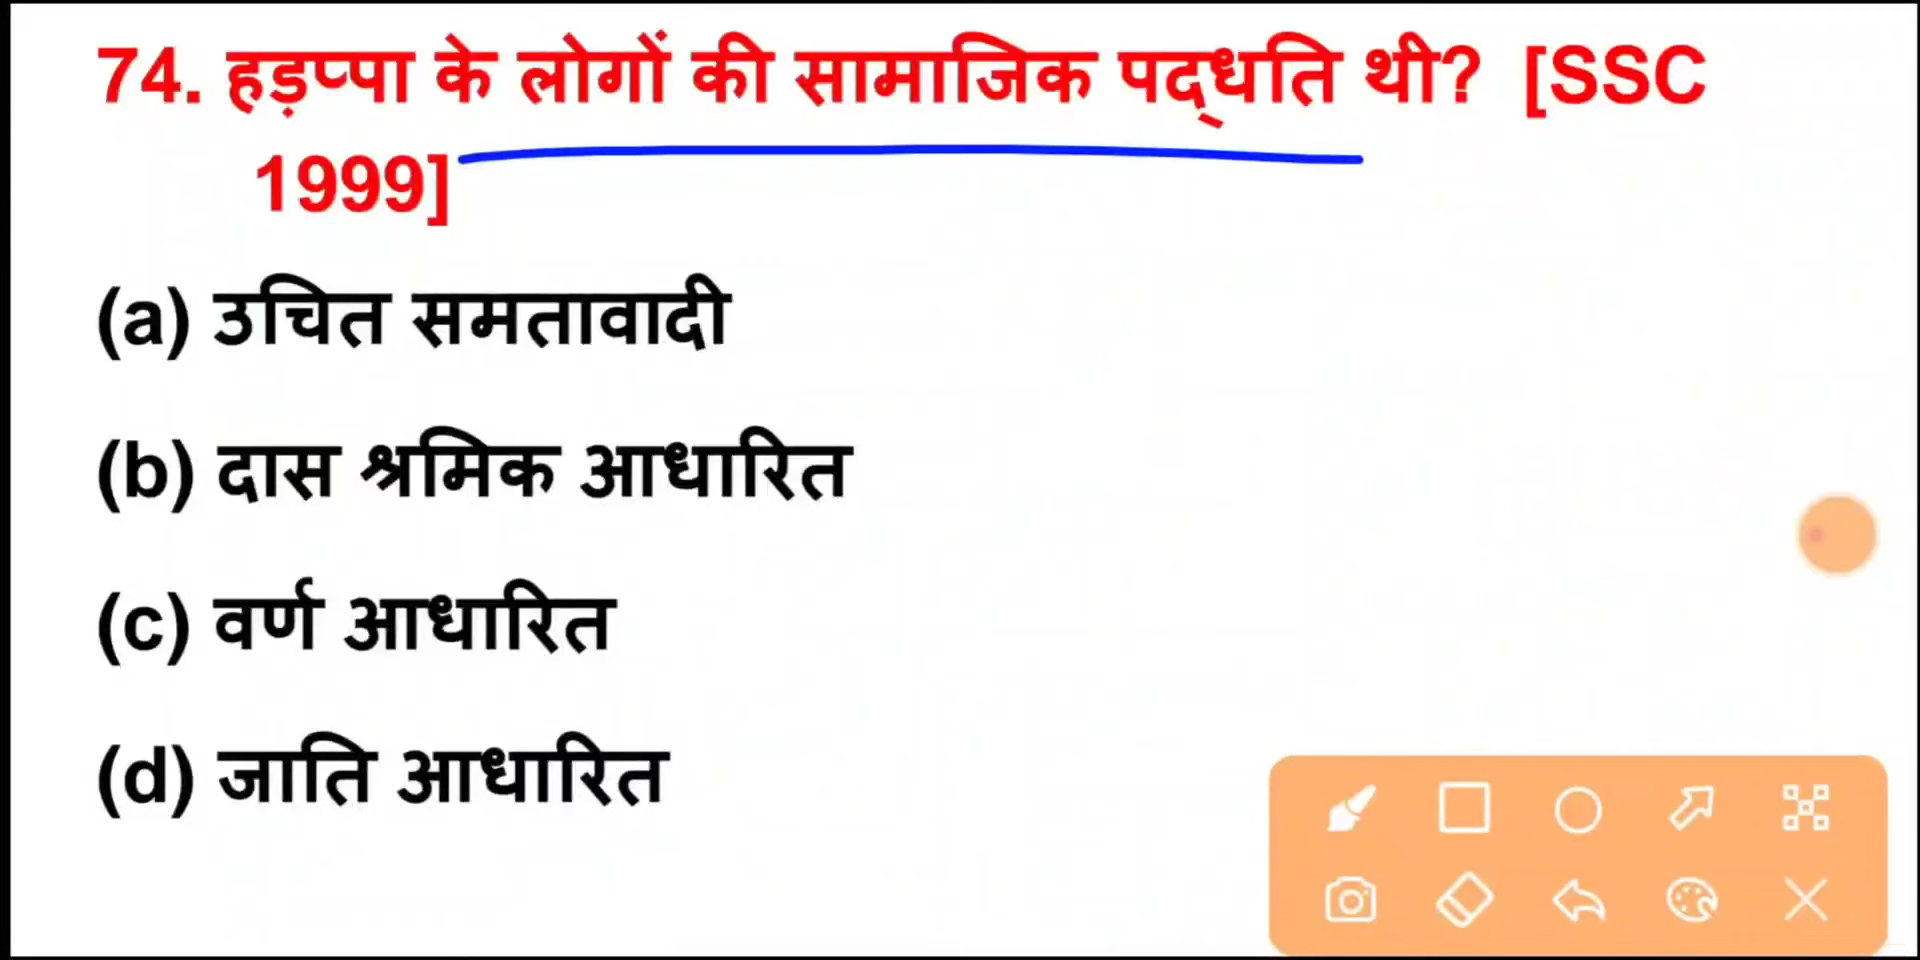 74. हड़प्पा के लोगों की सामाजिक पद्धति थी? [SSC
1999]
(a) उचित समतावादी
(b) दास श्रमिक आधारित
(c) वर्ण आधारित
(d) जाति आधारित